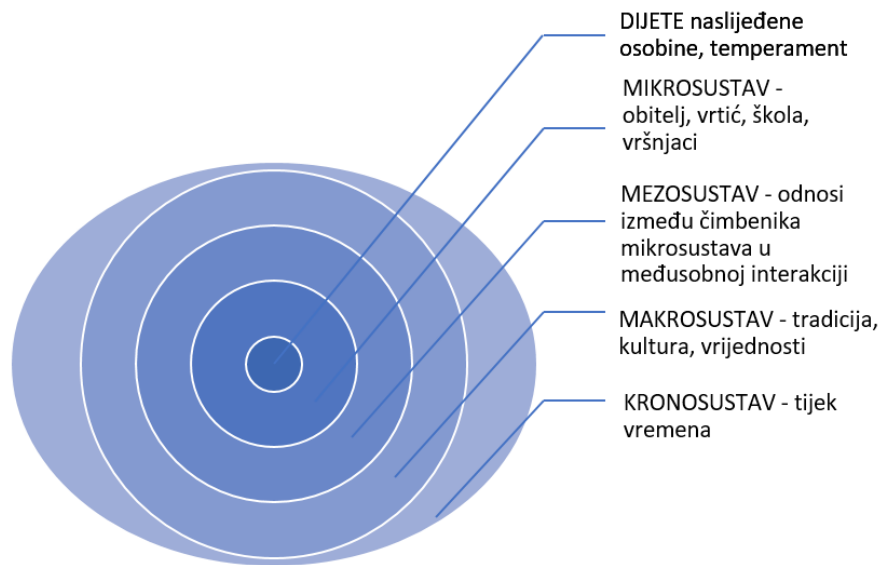 DIJETE naslijeđene
osobine, temperament
MIKROSUSTAV -
obitelj, vrtić, škola,
vršnjaci
MEZOSUSTAV - odnosi
između čimbenika
mikrosustava u
međusobnoj interakciji
MAKROSUSTAV - tradicija,
kultura, vrijednosti
KRONOSUSTAV - tijek
vremena